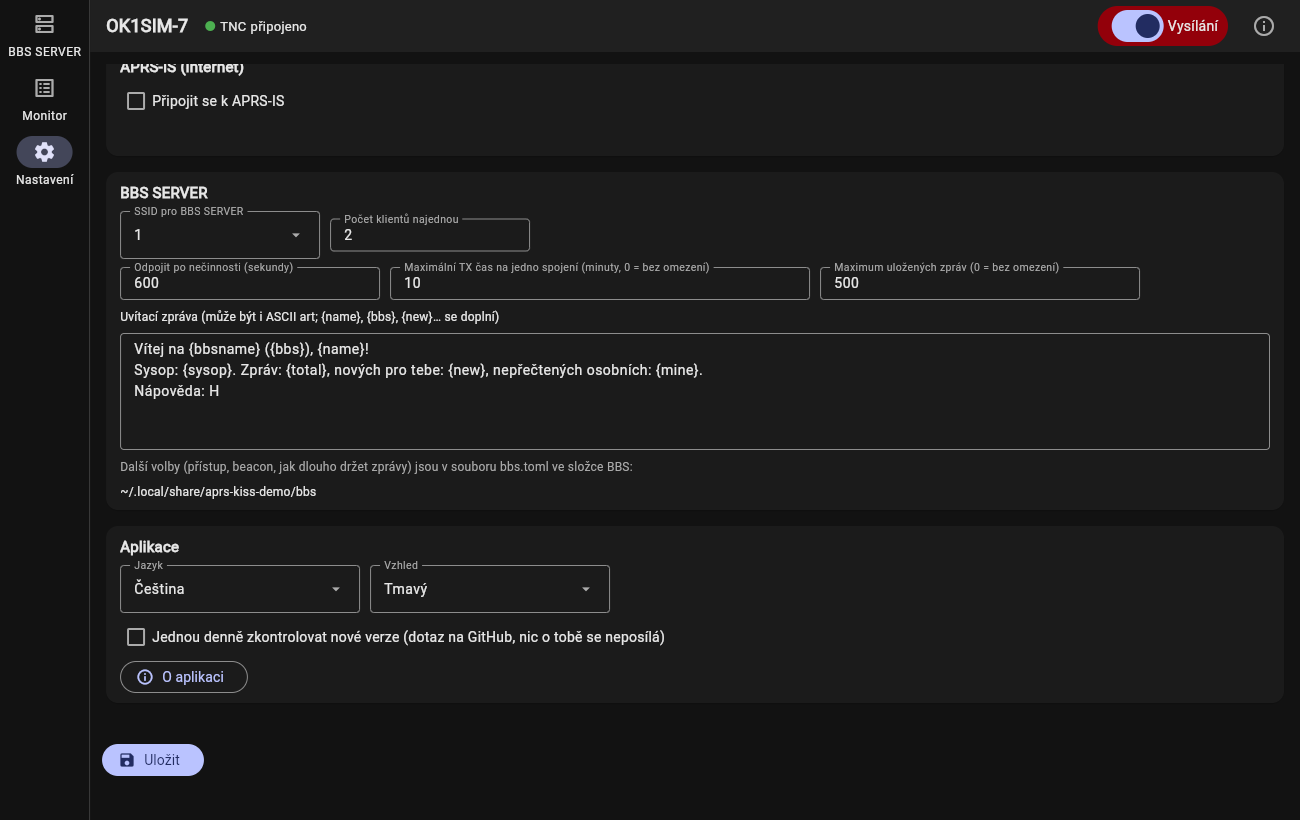 OK1SIM-7
TNC připojeno
Vysílání
BBS SERVER
Monitor
Nastavení
APRS-IS (Internet)
Připojit se k APRS-IS
BBS SERVER
SSID pro BBS SERVER
1
Počet klientů najednou
2
Odpojit po nečinnosti (sekundy)
600
Maximální TX čas na jedno spojení (minuty, 0 = bez omezení)
10
Maximum uložených zpráv (0 = bez omezení)
500
Uvítací zpráva (může být i ASCII art; {name}, {bbs}, {new}… se doplní)
Vítej na {bbsname} ({bbs}), {name}!
Sysop: {sysop}. Zpráv: {total}, nových pro tebe: {new}, nepřečtených osobních: {mine}.
Nápověda: H
Další volby (přístup, beacon, jak dlouho držet zprávy) jsou v souboru bbs.toml ve složce BBS:
~/.local/share/aprs-kiss-demo/bbs
Aplikace
Jazyk
Čeština
Vzhled
Tmavý
Jednou denně zkontrolovat nové verze (dotaz na GitHub, nic o tobě se neposílá)
O aplikaci
Uložit